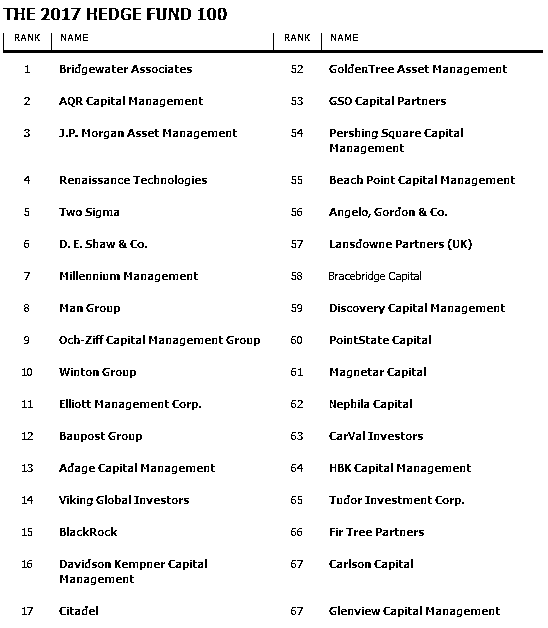 THE 2017 HEDGE FUND 100
RANK NAME RANK NAME
1 Bridgewater Associates 52 GoldenTree Asset Management
2 AQR Capital Management 53 GSO Capital Partners
3 J.P. Morgan Asset Management 54 Pershing Square Capital
Management
4 Renaissance Technologies 55 Beach Point Capital Management
5 Two Sigma 56 Angelo, Gordon & Co.
6 D. E. Shaw & Co. 57 Lansdowne Partners (UK)
7 Millennium Management 58 Bracebridge Capital
8 Man Group 59 Discovery Capital Management
9 Och-Ziff Capital Management Group 60 PointState Capital
10 Winton Group 61 Magnetar Capital
11 Elliott Management Corp. 62 Nephila Capital
12 Baupost Group 63 CarVal Investors
13 Adage Capital Management 64 HBK Capital Management
14 Viking Global Investors 65 Tudor Investment Corp.
15 BlackRock 66 Fir Tree Partners
16 Davidson Kempner Capital 67 Carlson Capital
Management
17 Citadel 67 Glenview Capital Management